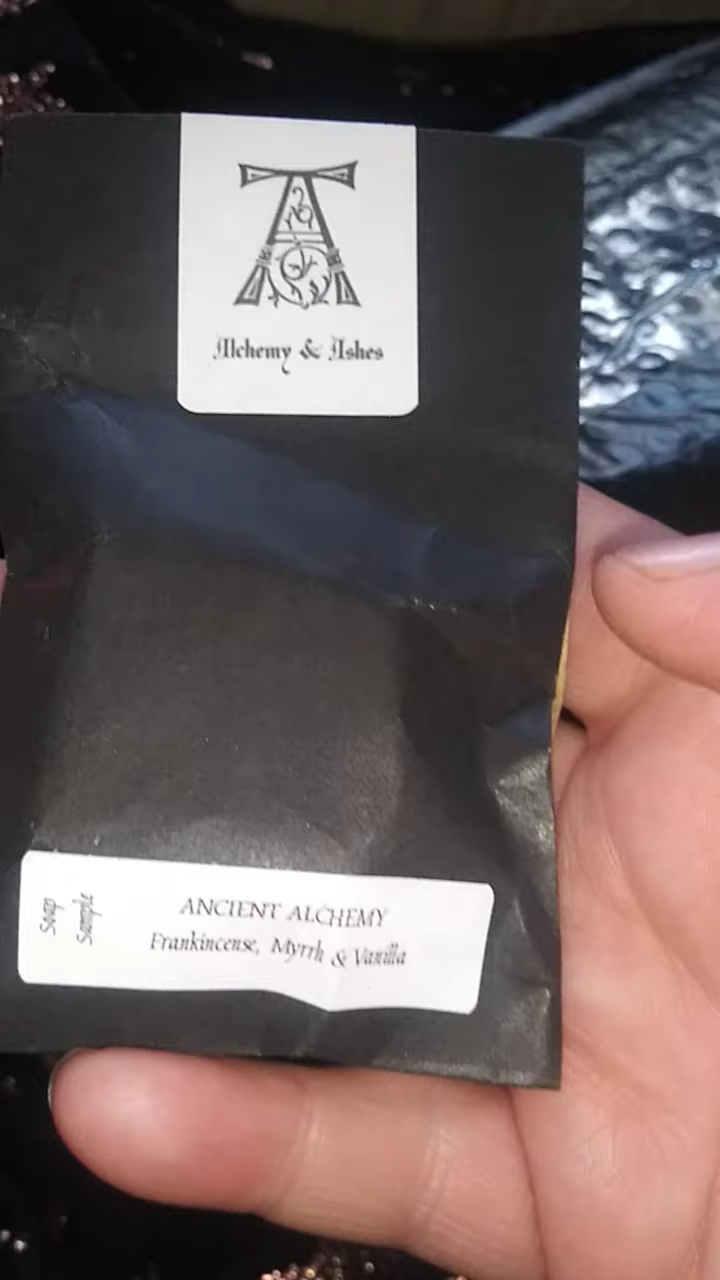 Alchemy & Ashes
Soap
Sample
ANCIENT ALCHEMY
Frankincense, Myrrh & Vanilla